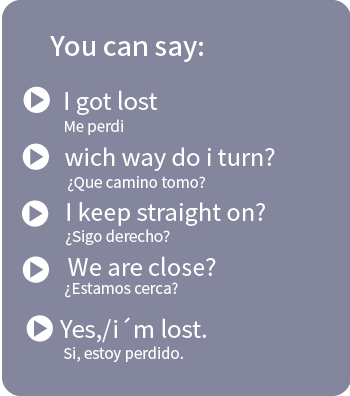 You can say:
I got lost
Me perdi
wich way do i turn?
¿Que camino tomo?
I keep straight on?
¿Sigo derecho?
We are close?
¿Estamos cerca?
Yes,/i´m lost.
Si, estoy perdido.